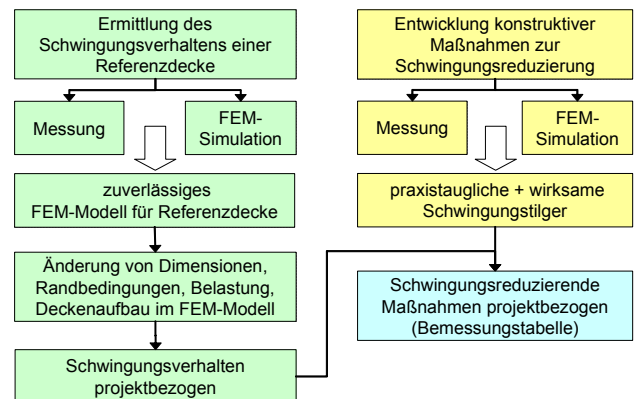 Ermittlung des
Schwingungsverhaltens einer
Referenzdecke
Messung
FEM-
Simulation
zuverlässiges
FEM-Modell für Referenzdecke
Änderung von Dimensionen,
Randbedingungen, Belastung,
Deckenaufbau im FEM-Modell
Schwingungsverhalten
projektbezogen
Entwicklung konstruktiver
Maßnahmen zur
Schwingungsreduzierung
Messung
FEM-
Simulation
praxistaugliche + wirksame
Schwingungstilger
Schwingungsreduzierende
Maßnahmen projektbezogen
(Bemessungstabelle)